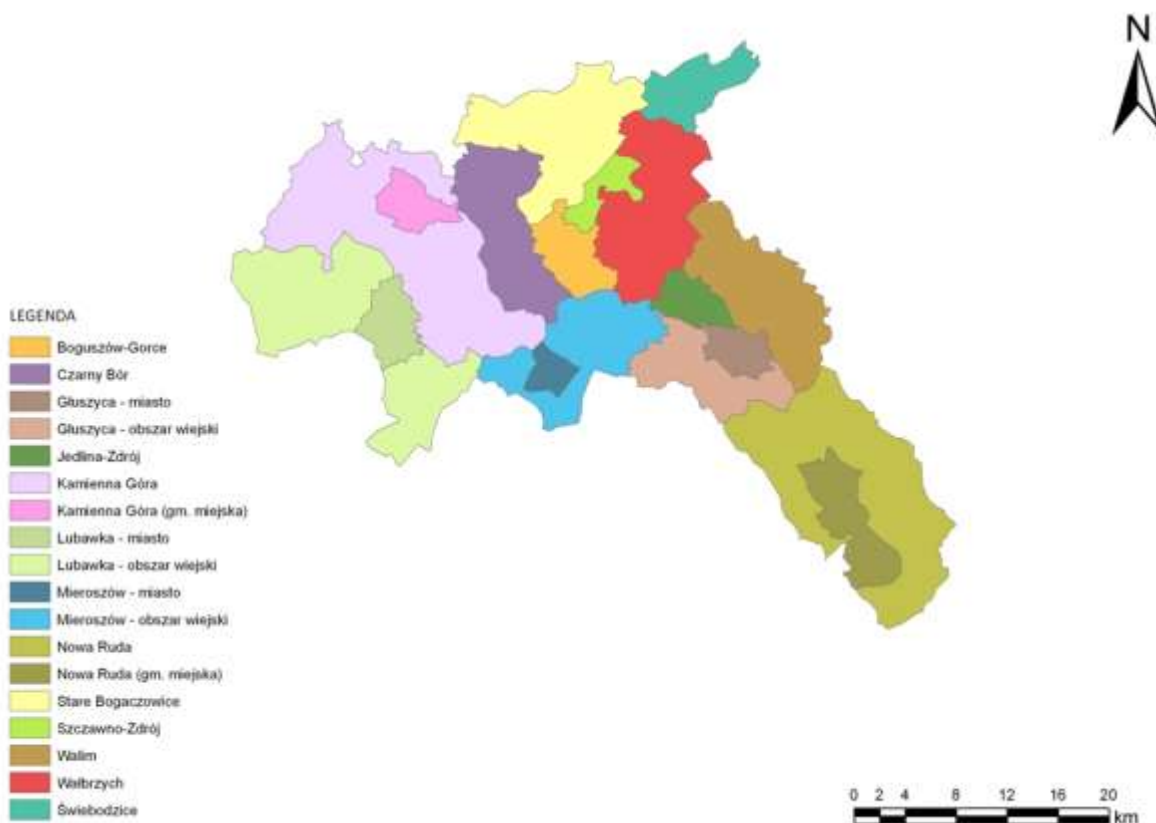 N
LEGENDA
Boguszów-Gorce
Czarny Bór
Głuszyca - miasto
Głuszyca - obszar wiejski
Jedlina-Zdrój
Kamienna Góra
Kamienna Góra (gm. miejska)
Lubawka - miasto
Lubawka - obszar wiejski
Mieroszów - miasto
Mieroszów - obszar wiejski
Nowa Ruda
Nowa Ruda (gm. miejska)
Stare Bogaczowice
Szczawno-Zdrój
Walim
Wałbrzych
Świebodzice
0 2 4 8 12 16 20
km